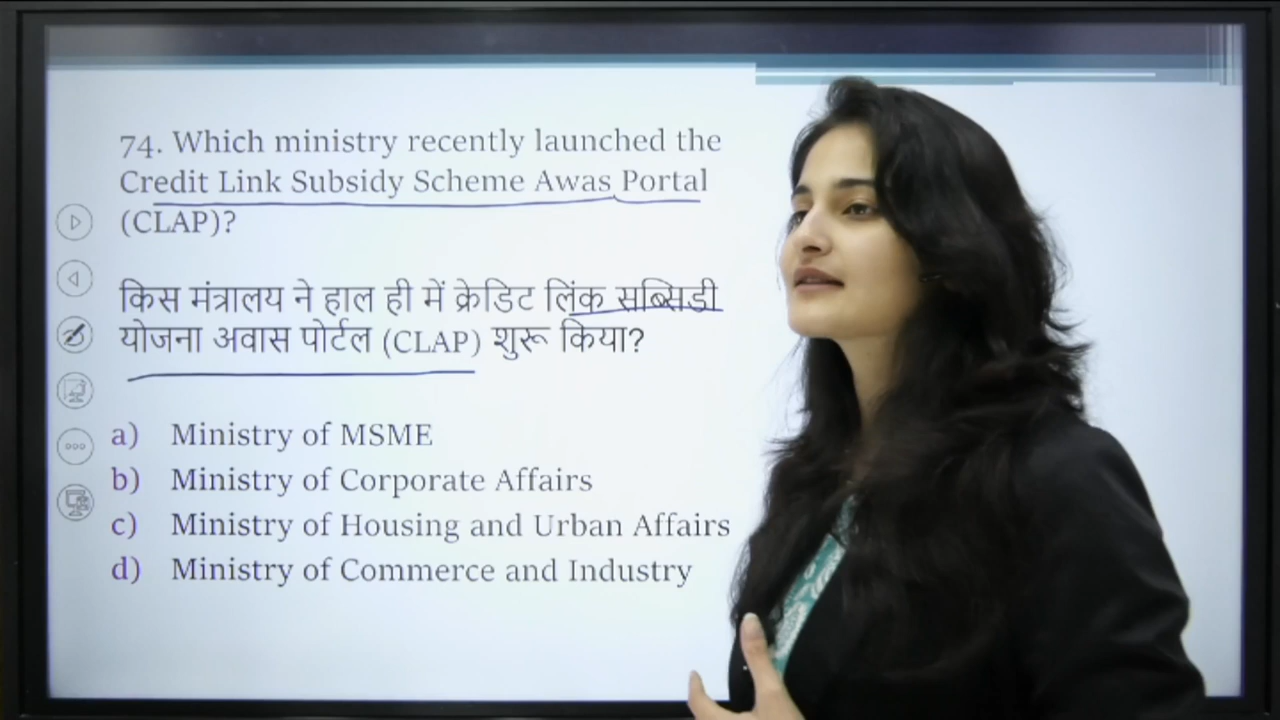 74. Which ministry recently launched the
Credit Link Subsidy Scheme Awas Portal
(CLAP)?
किस मंत्रालय ने हाल ही में क्रेडिट लिंक सब्सिडी
योजना अवास पोर्टल (CLAP) शुरू किया?
a) Ministry of MSME
b) Ministry of Corporate Affairs
c) Ministry of Housing and Urban Affairs
d) Ministry of Commerce and Industry